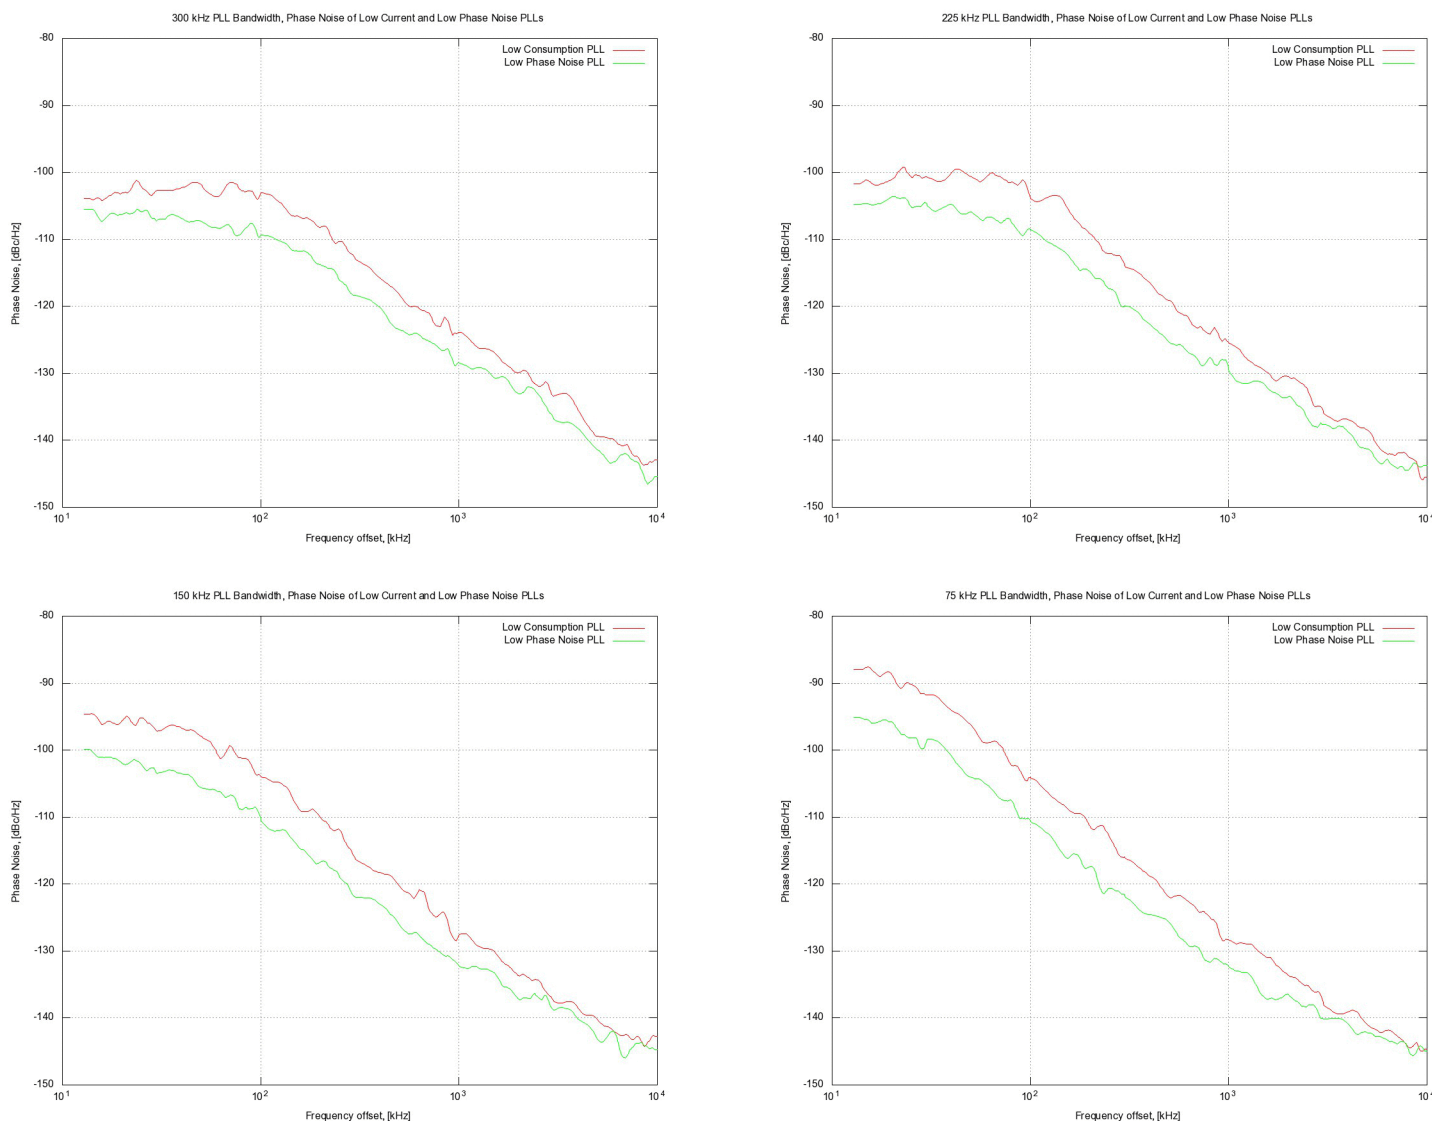 300 kHz PLL Bandwidth, Phase Noise of Low Current and Low Phase Noise PLLs
Low Consumption PLL
Low Phase Noise PLL
-80
-90
-100
-110
-120
-130
-140
-150
Phase Noise, [dBc/Hz]
10^1
10^2
10^3
10^4
Frequency offset, [kHz]
225 kHz PLL Bandwidth, Phase Noise of Low Current and Low Phase Noise PLLs
Low Consumption PLL
Low Phase Noise PLL
-80
-90
-100
-110
-120
-130
-140
-150
Phase Noise, [dBc/Hz]
10^1
10^2
10^3
10^4
Frequency offset, [kHz]
150 kHz PLL Bandwidth, Phase Noise of Low Current and Low Phase Noise PLLs
Low Consumption PLL
Low Phase Noise PLL
-80
-90
-100
-110
-120
-130
-140
-150
Phase Noise, [dBc/Hz]
10^1
10^2
10^3
10^4
Frequency offset, [kHz]
75 kHz PLL Bandwidth, Phase Noise of Low Current and Low Phase Noise PLLs
Low Consumption PLL
Low Phase Noise PLL
-80
-90
-100
-110
-120
-130
-140
-150
Phase Noise, [dBc/Hz]
10^1
10^2
10^3
10^4
Frequency offset, [kHz]